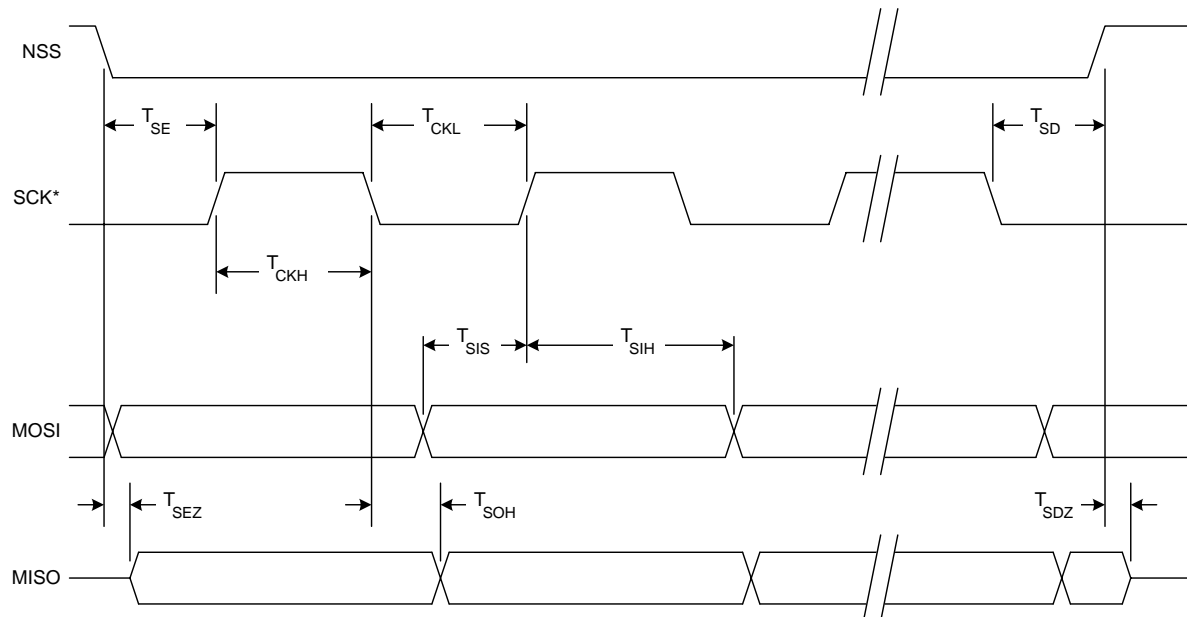 NSS
T_SE
T_CKL
T_SD
SCK*
T_CKH
T_SIS
T_SIH
MOSI
T_SEZ
T_SOH
T_SDZ
MISO